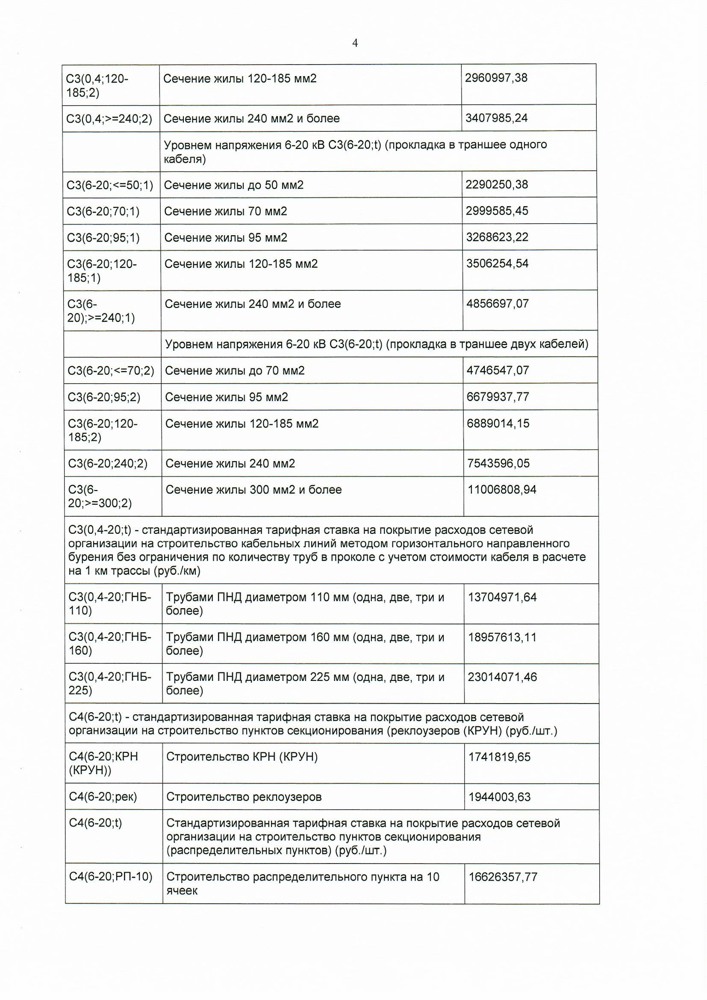 4
С3(0,4;120-
185;2)
Сечение жилы 120-185 мм2
2960997,38
С3(0,4;>=240;2)
Сечение жилы 240 мм2 и более
3407985,24
Уровнем напряжения 6-20 кВ С3(6-20;t) (прокладка в траншее одного
кабеля)
С3(6-20;<=50;1)
Сечение жилы до 50 мм2
2290250,38
С3(6-20;70;1)
Сечение жилы 70 мм2
2999585,45
С3(6-20;95;1)
Сечение жилы 95 мм2
3268623,22
С3(6-20;120-
185;1)
Сечение жилы 120-185 мм2
3506254,54
С3(6-
20);>=240;1)
Сечение жилы 240 мм2 и более
4856697,07
Уровнем напряжения 6-20 кВ С3(6-20;t) (прокладка в траншее двух кабелей)
С3(6-20;<=70;2)
Сечение жилы до 70 мм2
4746547,07
С3(6-20;95;2)
Сечение жилы 95 мм2
6679937,77
С3(6-20;120-
185;2)
Сечение жилы 120-185 мм2
6889014,15
С3(6-20;240;2)
Сечение жилы 240 мм2
7543596,05
С3(6-
20;>=300;2)
Сечение жилы 300 мм2 и более
11006808,94
С3(0,4-20;t) - стандартизированная тарифная ставка на покрытие расходов сетевой
организации на строительство кабельных линий методом горизонтального направленного
бурения без ограничения по количеству труб в проколе с учетом стоимости кабеля в расчете
на 1 км трассы (руб./км)
С3(0,4-20;ГНБ-
110)
Трубами ПНД диаметром 110 мм (одна, две, три и
более)
13704971,64
С3(0,4-20;ГНБ-
160)
Трубами ПНД диаметром 160 мм (одна, две, три и
более)
18957613,11
С3(0,4-20;ГНБ-
225)
Трубами ПНД диаметром 225 мм (одна, две, три и
более)
23014071,46
С4(6-20;t) - стандартизированная тарифная ставка на покрытие расходов сетевой
организации на строительство пунктов секционирования (реклоузеров (КРУН) (руб./шт.)
С4(6-20;КРН
(КРУН))
Строительство КРН (КРУН)
1741819,65
С4(6-20;рек)
Строительство реклоузеров
1944003,63
С4(6-20;t)
Стандартизированная тарифная ставка на покрытие расходов сетевой
организации на строительство пунктов секционирования
(распределительных пунктов) (руб./шт.)
С4(6-20;РП-10)
Строительство распределительного пункта на 10
ячеек
16626357,77